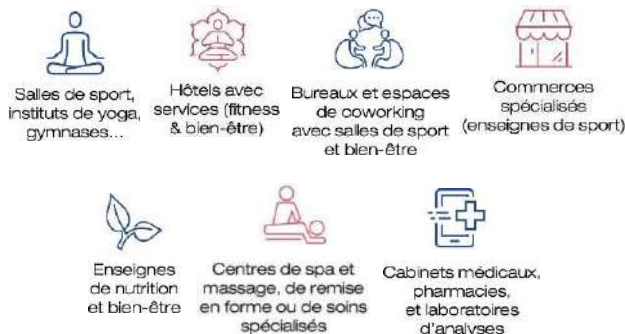 Salles de sport,
instituts de yoga,
gymnases...
Hôtels avec
services (fitness
& bien-être)
Bureaux et espaces
de coworking
avec salles de sport
et bien-être
Commerces
spécialisés
(enseignes de sport)
Enseignes
de nutrition
et bien-être
Centres de spa et
massage, de remise
en forme ou de soins
spécialisés
Cabinets médicaux,
pharmacies,
et laboratoires
d'analyses